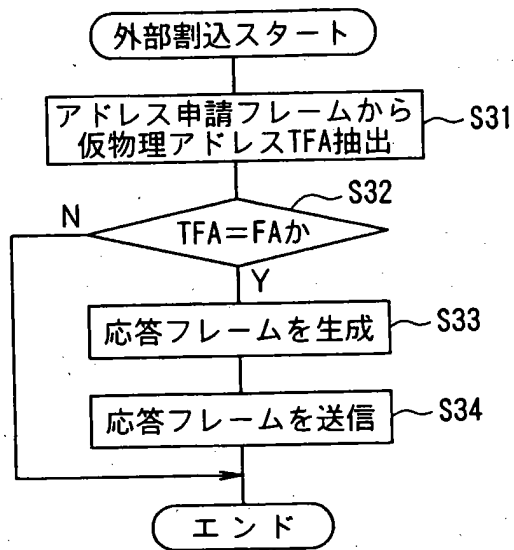 外部割込スタート
アドレス申請フレームから
仮物理アドレスTFA抽出
S31
S32
N
TFA=FAか
Y
応答フレームを生成
S33
応答フレームを送信
S34
エンド